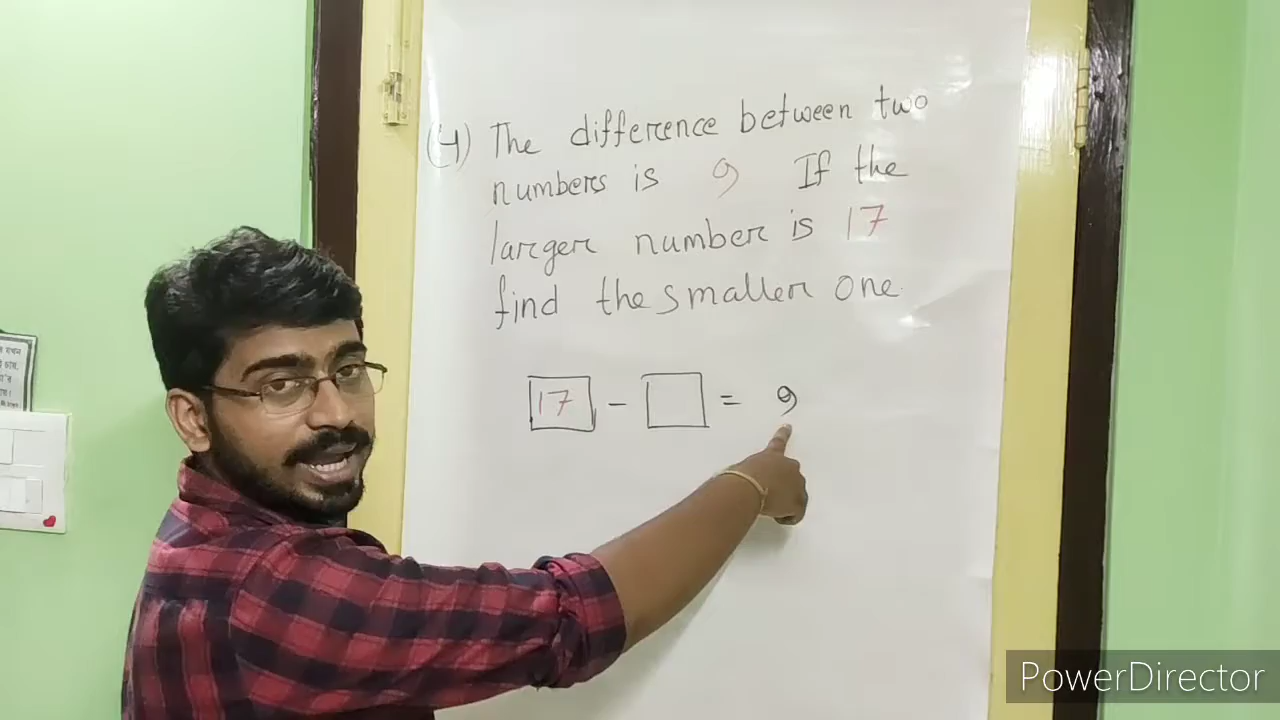 (4) The difference between two
numbers is 9 If the
larger number is 17
find the smaller one.
17 - = 9
PowerDirector